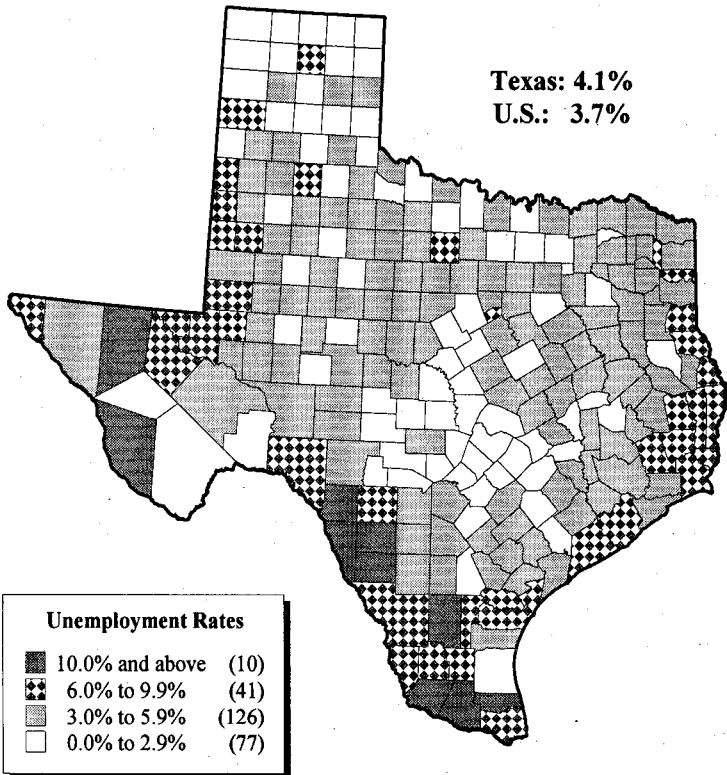 Texas: 4.1%
U.S.: 3.7%
Unemployment Rates
10.0% and above (10)
6.0% to 9.9% (41)
3.0% to 5.9% (126)
0.0% to 2.9% (77)